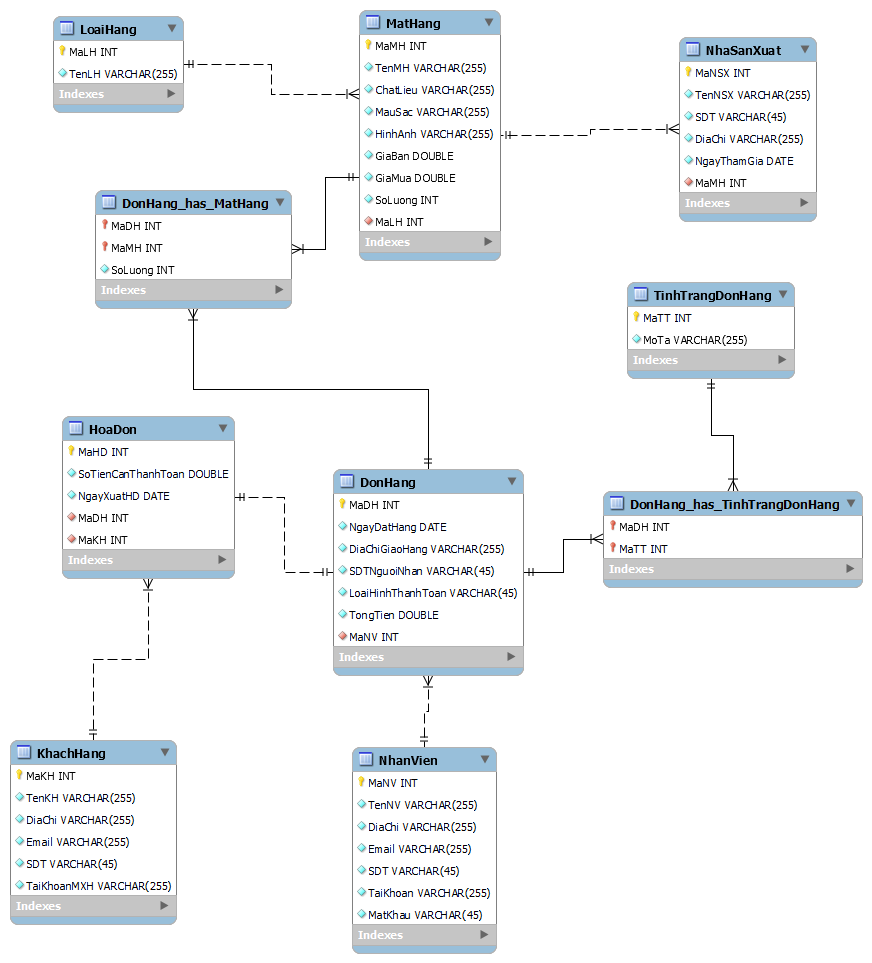 LoaiHang
MaLH INT
TenLH VARCHAR(255)
Indexes
MatHang
MaMH INT
TenMH VARCHAR(255)
ChatLieu VARCHAR(255)
MauSac VARCHAR(255)
HinhAnh VARCHAR(255)
GiaBan DOUBLE
GiaMua DOUBLE
SoLuong INT
MaLH INT
Indexes
NhaSanXuat
MaNSX INT
TenNSX VARCHAR(255)
SDT VARCHAR(45)
DiaChi VARCHAR(255)
NgayThamGia DATE
MaMH INT
Indexes
DonHang_has_MatHang
MaDH INT
MaMH INT
SoLuong INT
Indexes
TinhTrangDonHang
MaTT INT
MoTa VARCHAR(255)
Indexes
HoaDon
MaHD INT
SoTienCanThanhToan DOUBLE
NgayXuatHD DATE
MaDH INT
MaKH INT
Indexes
DonHang
MaDH INT
NgayDatHang DATE
DiaChiGiaoHang VARCHAR(255)
SDTNguoiNhan VARCHAR(45)
LoaiHinhThanhToan VARCHAR(45)
TongTien DOUBLE
MaNV INT
Indexes
DonHang_has_TinhTrangDonHang
MaDH INT
MaTT INT
Indexes
KhachHang
MaKH INT
TenKH VARCHAR(255)
DiaChi VARCHAR(255)
Email VARCHAR(255)
SDT VARCHAR(45)
TaiKhoanMXH VARCHAR(255)
Indexes
NhanVien
MaNV INT
TenNV VARCHAR(255)
DiaChi VARCHAR(255)
Email VARCHAR(255)
SDT VARCHAR(45)
TaiKhoan VARCHAR(255)
MatKhau VARCHAR(45)
Indexes